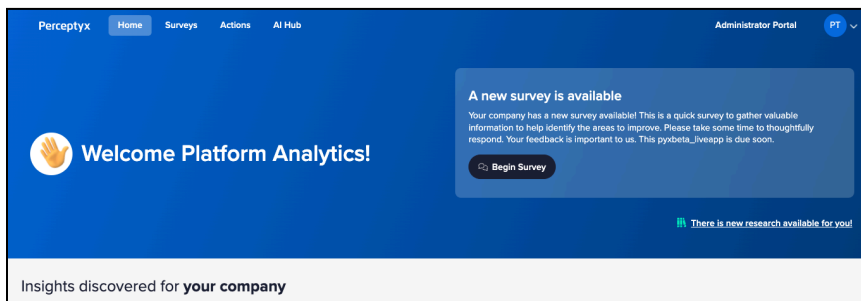 Perceptyx Home Surveys Actions AI Hub Administrator Portal PT
A new survey is available
Your company has a new survey available! This is a quick survey to gather valuable
information to help identify the areas to improve. Please take some time to thoughtfully
respond. Your feedback is important to us. This pyxbeta_liveapp is due soon.
Welcome Platform Analytics!
Begin Survey
There is new research available for you!
Insights discovered for your company